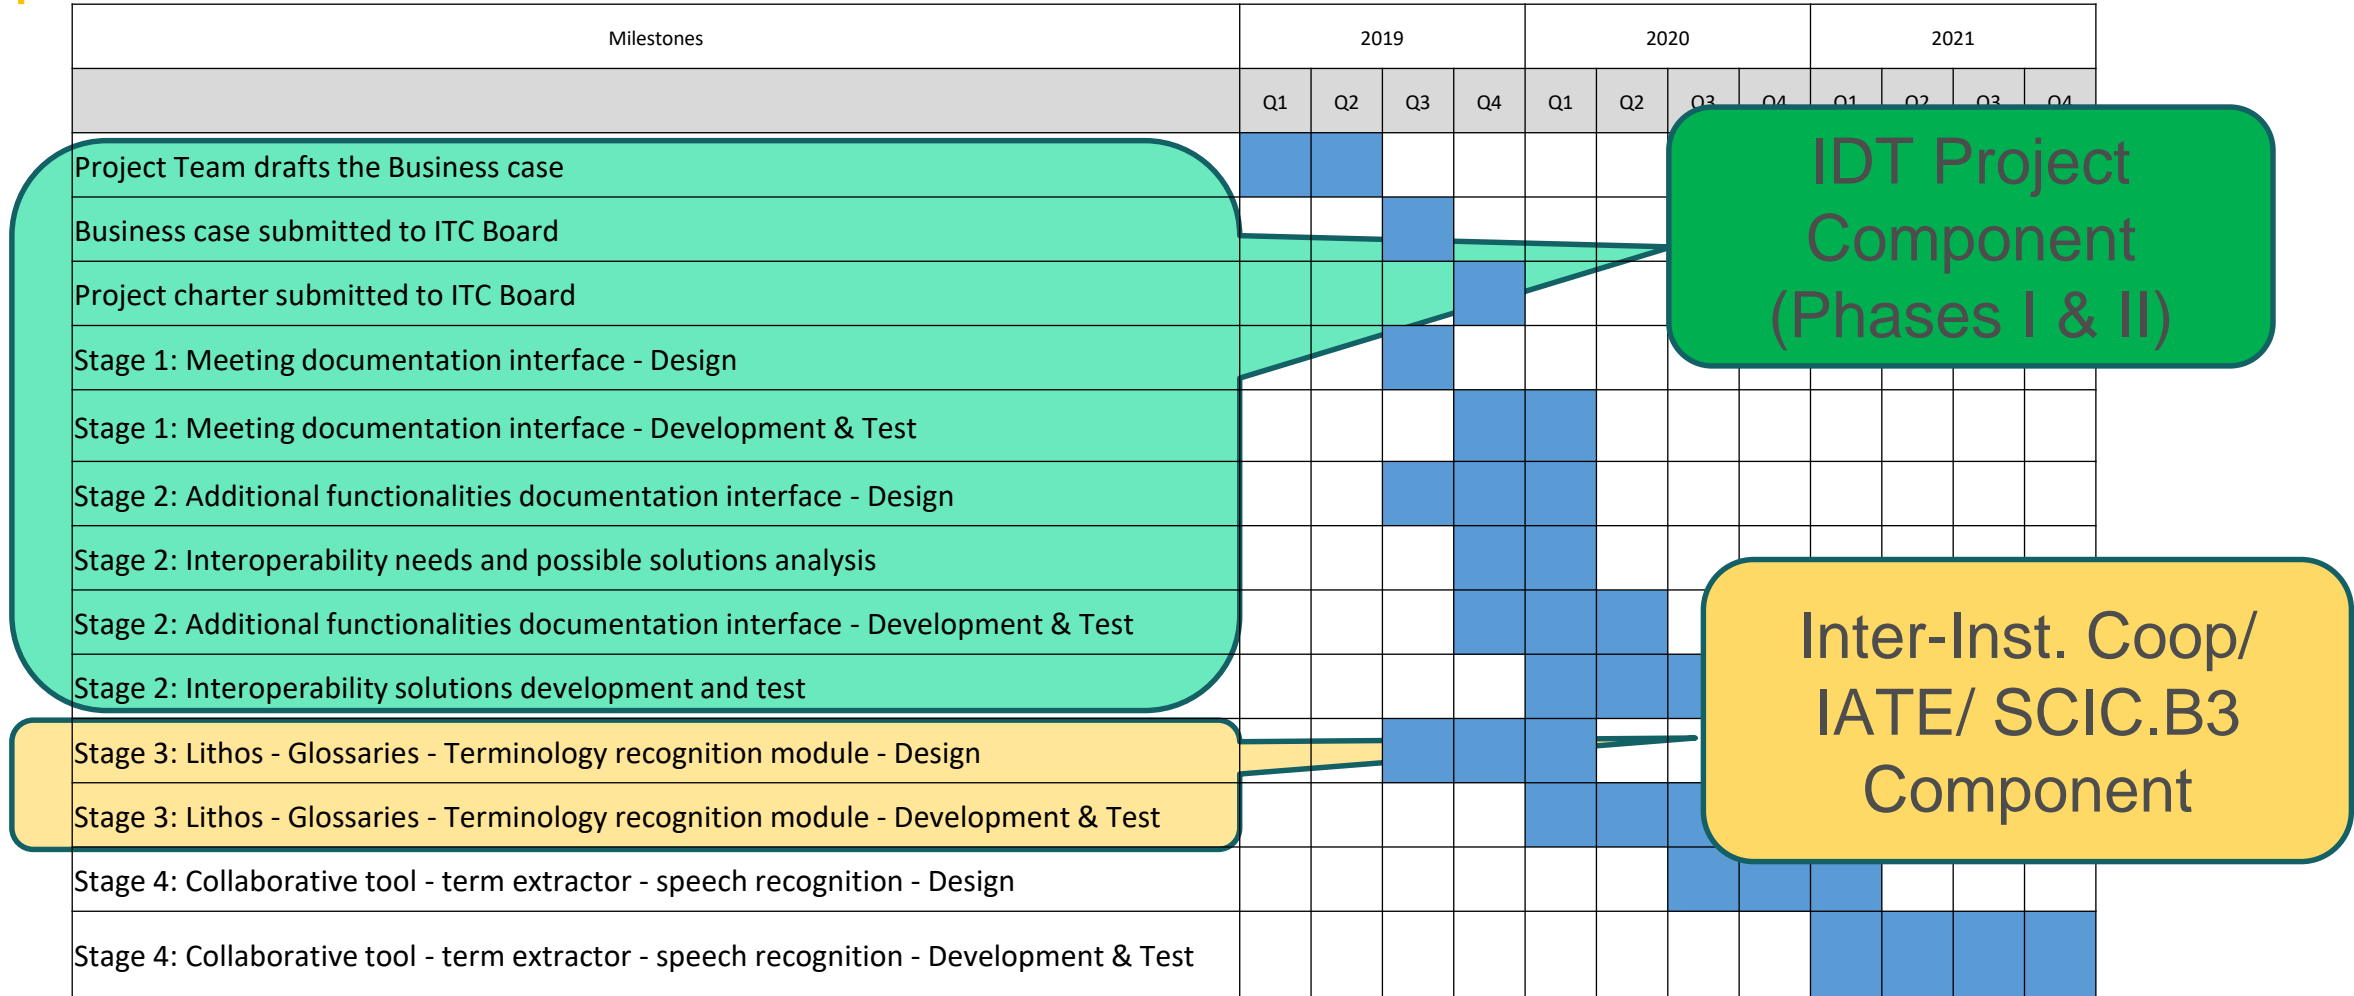 Milestones 2019 2020 2021
Q1 Q2 Q3 Q4 Q1 Q2 Q3 Q4 Q1 Q2 Q3 Q4
Project Team drafts the Business case
Business case submitted to ITC Board
Project charter submitted to ITC Board
Stage 1: Meeting documentation interface - Design
Stage 1: Meeting documentation interface - Development & Test
Stage 2: Additional functionalities documentation interface - Design
Stage 2: Interoperability needs and possible solutions analysis
Stage 2: Additional functionalities documentation interface - Development & Test
Stage 2: Interoperability solutions development and test
Stage 3: Lithos - Glossaries - Terminology recognition module - Design
Stage 3: Lithos - Glossaries - Terminology recognition module - Development & Test
Stage 4: Collaborative tool - term extractor - speech recognition - Design
Stage 4: Collaborative tool - term extractor - speech recognition - Development & Test
IDT Project
Component
(Phases I & II)
Inter-Inst. Coop/
IATE/ SCIC.B3
Component